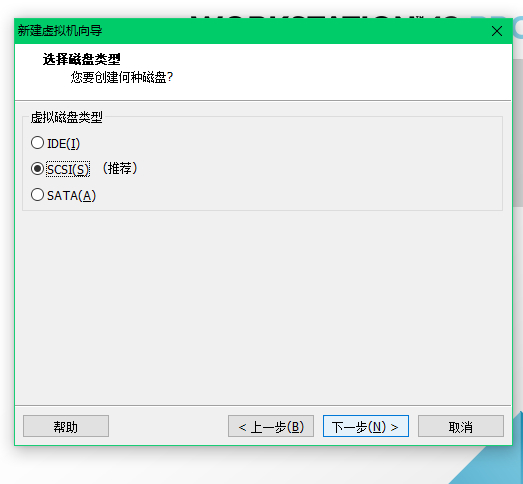 WORKSTATION
PRO
新建虚拟机向导
选择磁盘类型
您要创建何种磁盘?
虚拟磁盘类型
IDE(I)
SCSI(S) (推荐)
SATA(A)
帮助 < 上一步(B) 下一步(N) > 取消